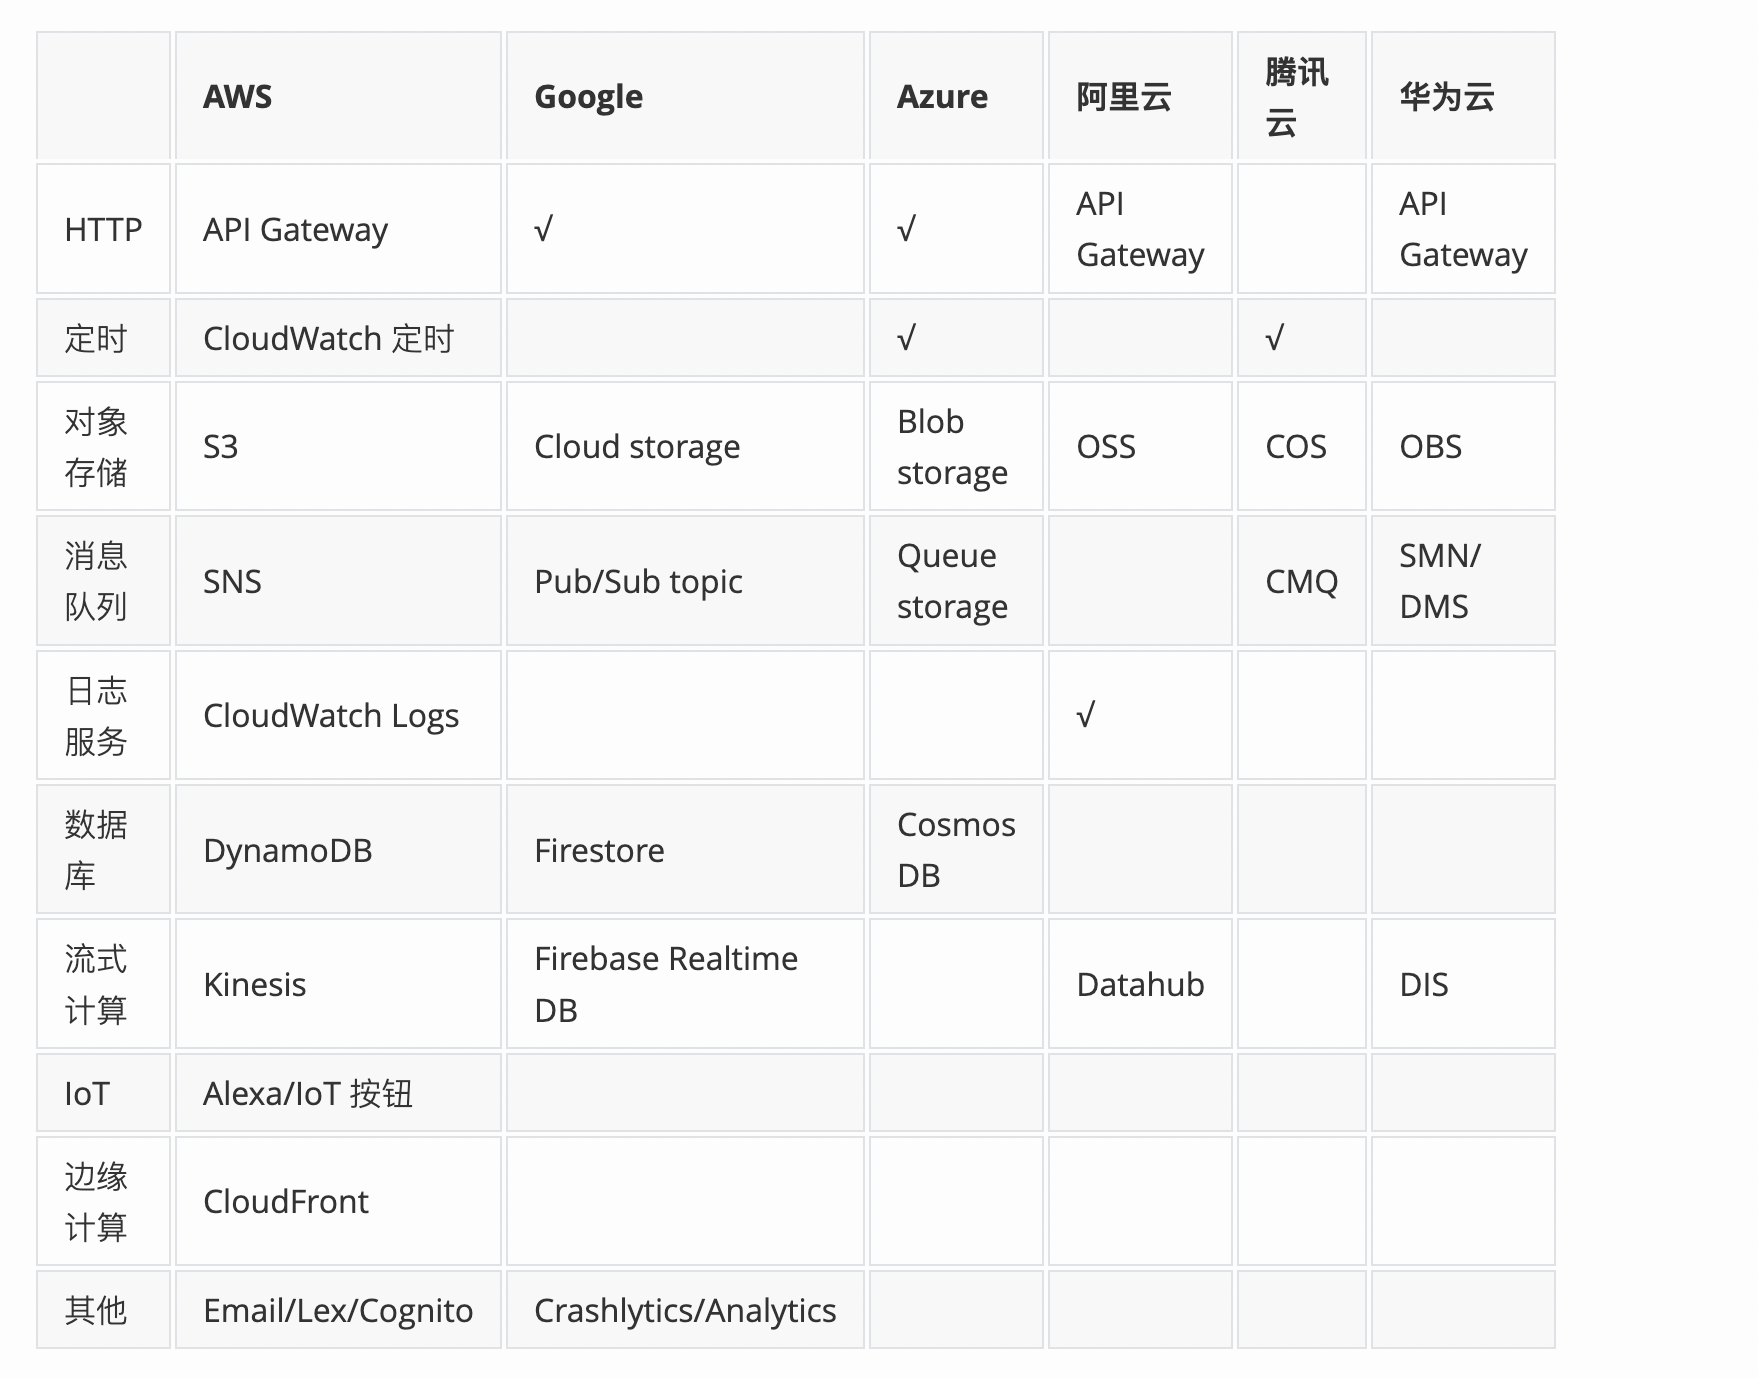 AWS Google Azure 阿里云 腾讯云 华为云
HTTP API Gateway √ √ API Gateway API Gateway
定时 CloudWatch 定时 √ √
对象存储 S3 Cloud storage Blob storage OSS COS OBS
消息队列 SNS Pub/Sub topic Queue storage CMQ SMN/DMS
日志服务 CloudWatch Logs √
数据库 DynamoDB Firestore Cosmos DB
流式计算 Kinesis Firebase Realtime DB Datahub DIS
IoT Alexa/IoT 按钮
边缘计算 CloudFront
其他 Email/Lex/Cognito Crashlytics/Analytics